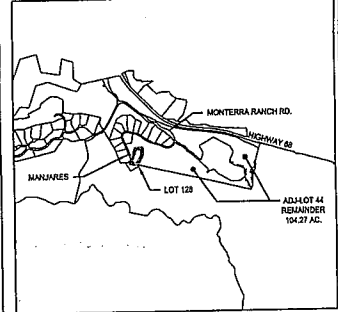 MONTERRA RANCH RD.
HIGHWAY 68
MANJARES
LOT 128
ADJ-LOT 44
REMAINDER
104.27 AC.